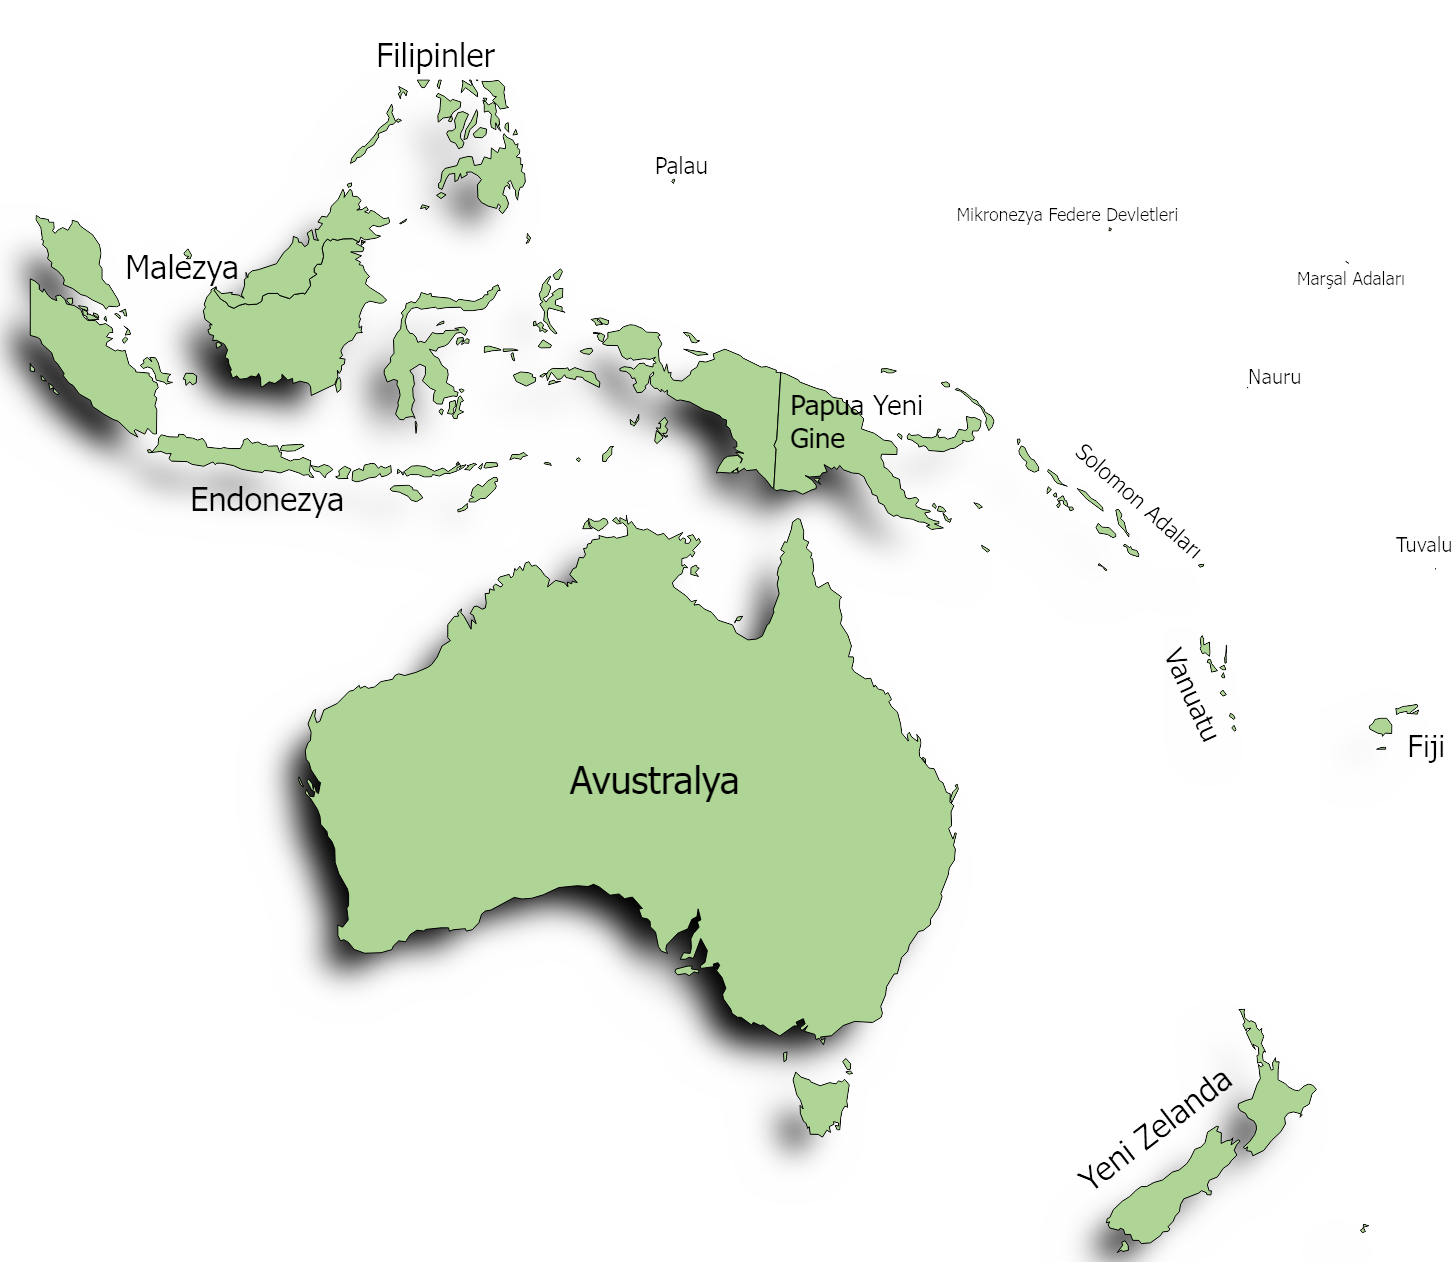 Filipinler
Palau
Mikronezya Federe Devletleri
Malezya
Marşal Adaları
Nauru
Papua Yeni
Gine
Solomon Adaları
Endonezya
Tuvalu
Vanuatu
Fiji
Avustralya
Yeni Zelanda